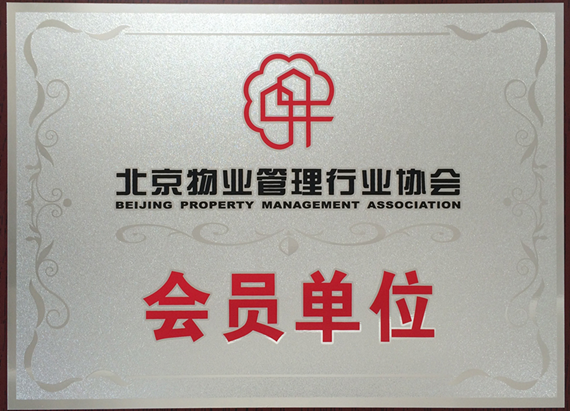 北京物业管理行业协会
BEIJING PROPERTY MANAGEMENT ASSOCIATION
会员单位